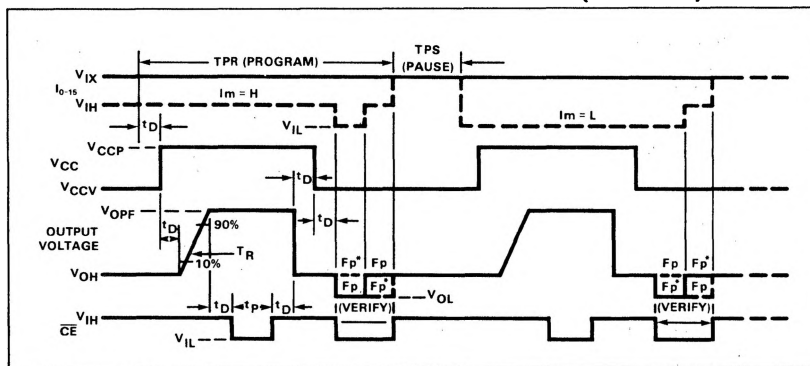 TPR (PROGRAM)
TPS
(PAUSE)
VIX
I0-15
VIH
Im = H
VIL
Im = L
tD
VCCP
VCC
VCCV
tD
tD
VOPF
90%
OUTPUT
VOLTAGE
tD
TR
10%
VOH
Fp*
Fp
Fp
Fp*
Fp
Fp*
Fp*
Fp
VOL
tD
tP
tD
(VERIFY)
(VERIFY)
VIH
CE
VIL